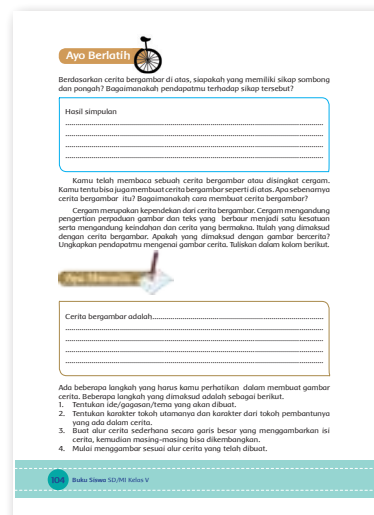 Ayo Berlatih
Berdasarkan cerita bergambar di atas, siapakah yang memiliki sikap sombong
dan pongah? Bagaimanakah pendapatmu terhadap sikap tersebut?
Hasil simpulan
Kamu telah membaca sebuah cerita bergambar atau disingkat cergam.
Kamu tentu bisa juga membuat cerita bergambar seperti di atas. Apa sebenarnya
cerita bergambar itu? Bagaimanakah cara membuat cerita bergambar?
Cergam merupakan kependekan dari cerita bergambar. Cergam mengandung
pengertian perpaduan gambar dan teks yang berbaur menjadi satu kesatuan
serta mengandung keindahan dan cerita yang bermakna. Itulah yang dimaksud
dengan cerita bergambar. Apakah yang dimaksud dengan gambar bercerita?
Ungkapkan pendapatmu mengenai gambar cerita. Tuliskan dalam kolom berikut.
Ayo Menulis
Cerita bergambar adalah
Ada beberapa langkah yang harus kamu perhatikan dalam membuat gambar
cerita. Beberapa langkah yang dimaksud adalah sebagai berikut.
1. Tentukan ide/gagasan/tema yang akan dibuat.
2. Tentukan karakter tokoh utamanya dan karakter dari tokoh pembantunya
yang ada dalam cerita.
3. Buat alur cerita sederhana secara garis besar yang menggambarkan isi
cerita, kemudian masing-masing bisa dikembangkan.
4. Mulai menggambar sesuai alur cerita yang telah dibuat.
104 Buku Siswa SD/MI Kelas V